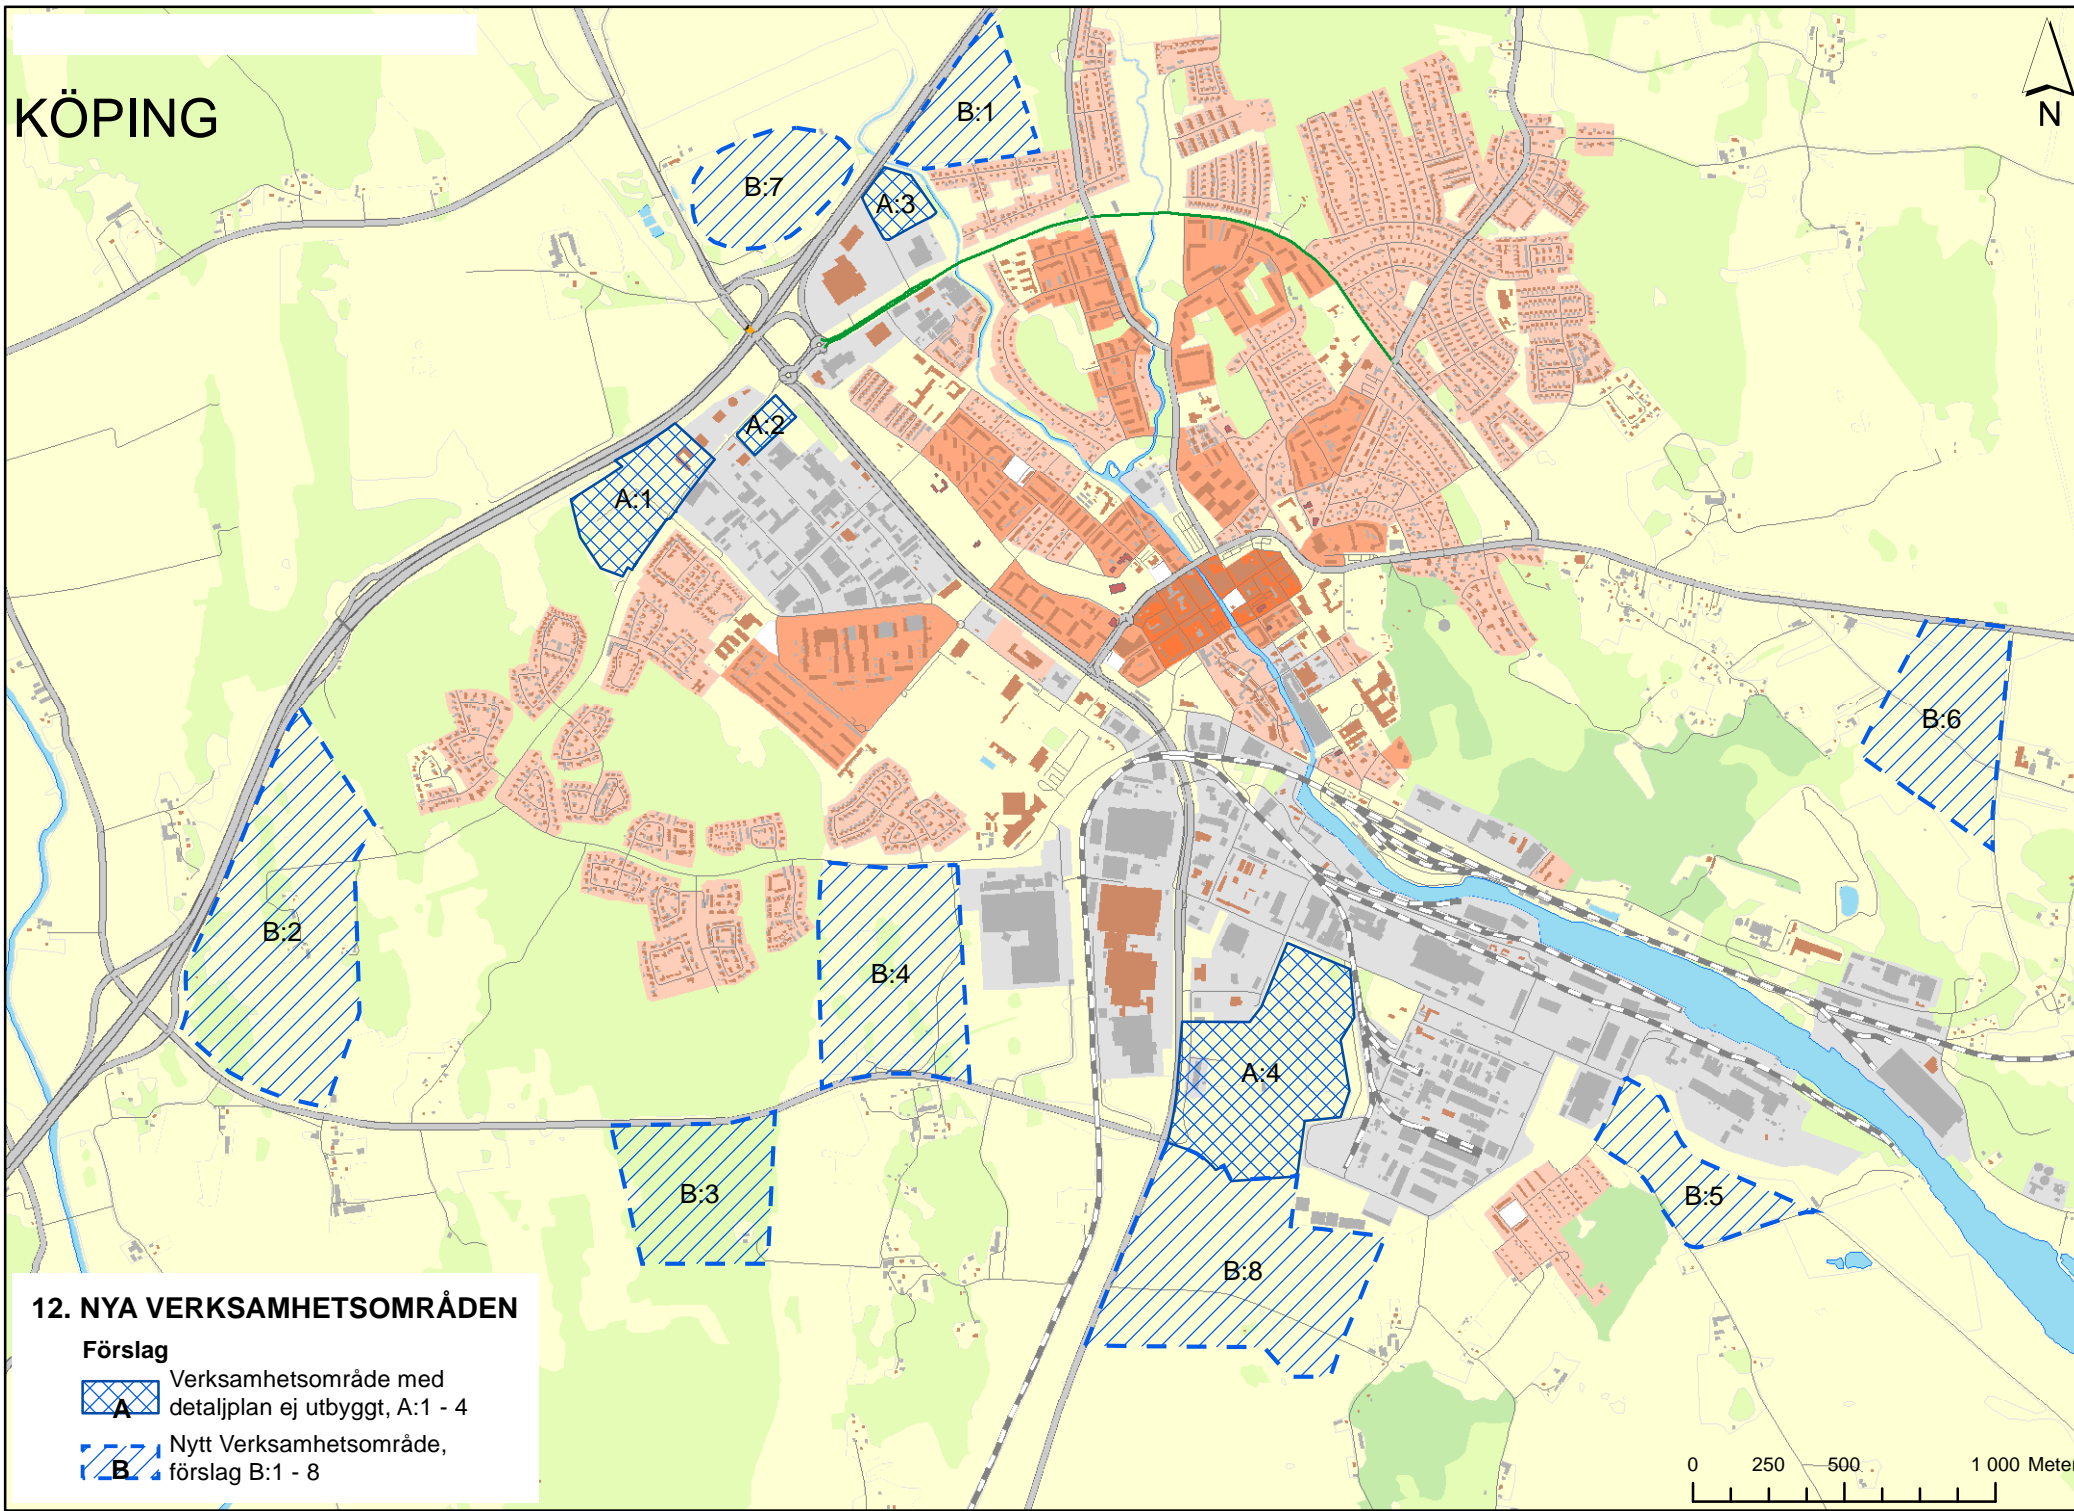 KÖPING
N
B:1
B:7
A:3
A:2
A:1
B:6
B:2
B:4
A:4
B:3
B:5
B:8
12. NYA VERKSAMHETSOMRÅDEN
Förslag
Verksamhetsområde med
A detaljplan ej utbyggt, A:1 - 4
Nytt Verksamhetsområde,
B förslag B:1 - 8
0 250 500 1 000 Meter